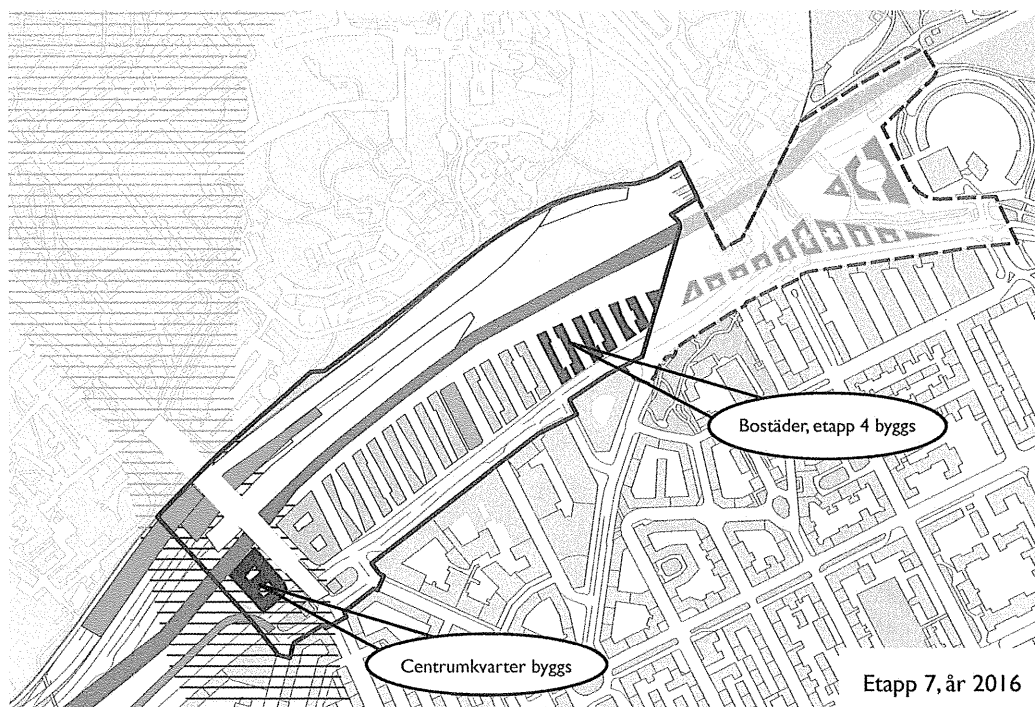 Bostäder, etapp 4 byggs
Centrumkvarter byggs
Etapp 7, år 2016